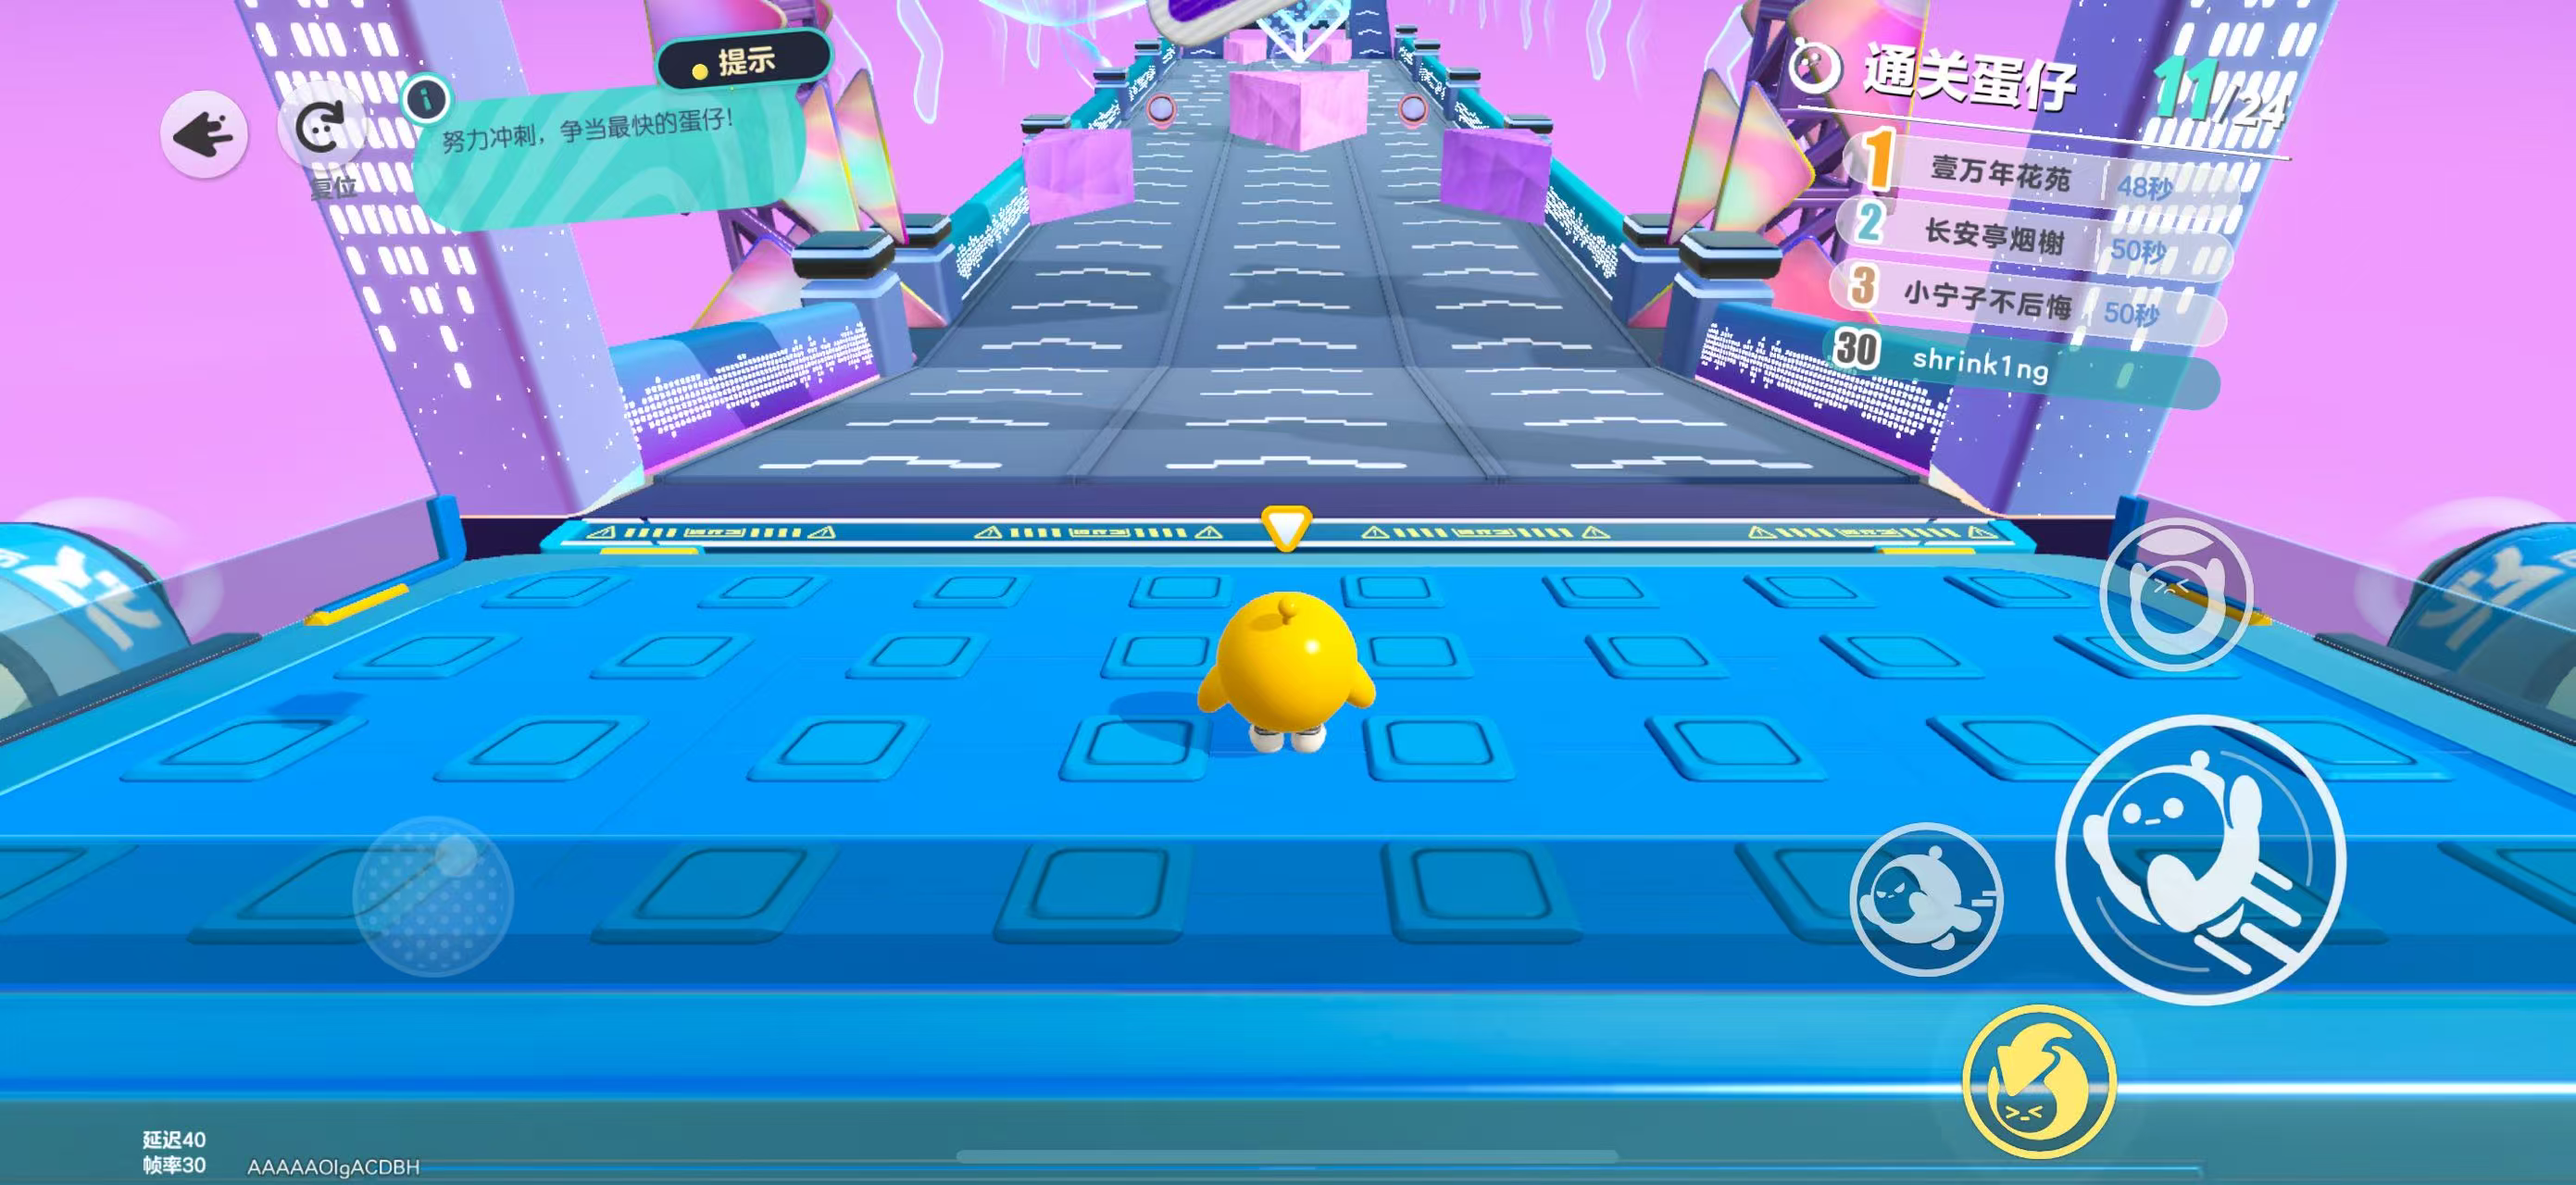 提示
努力冲刺，争当最快的蛋仔！
复位
通关蛋仔 11/24
1 壹万年花苑 48秒
2 长安亭烟榭 50秒
3 小宁子不后悔 50秒
30 shrink1ng
延迟40
帧率30
AAAAAOIgACDBH